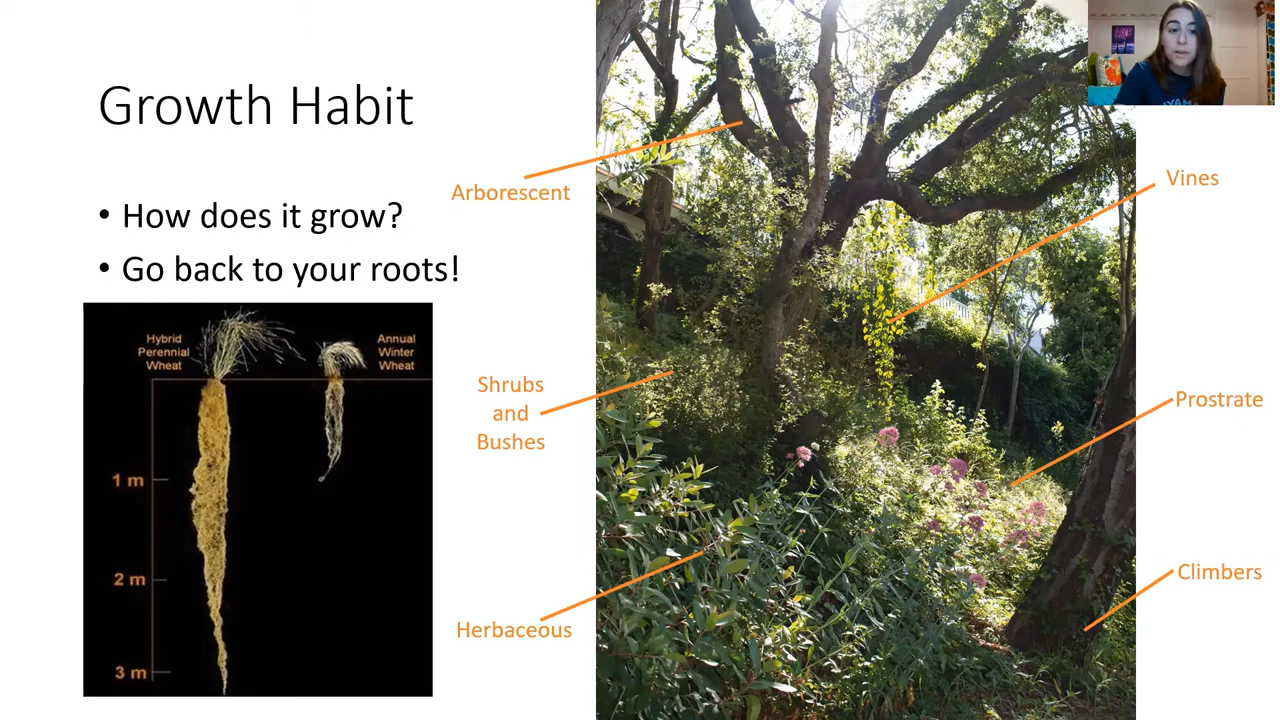 Growth Habit
• How does it grow?
• Go back to your roots!
Hybrid
Perennial
Wheat
Annual
Winter
Wheat
1 m
2 m
3 m
Arborescent
Shrubs
and
Bushes
Herbaceous
Vines
Prostrate
Climbers